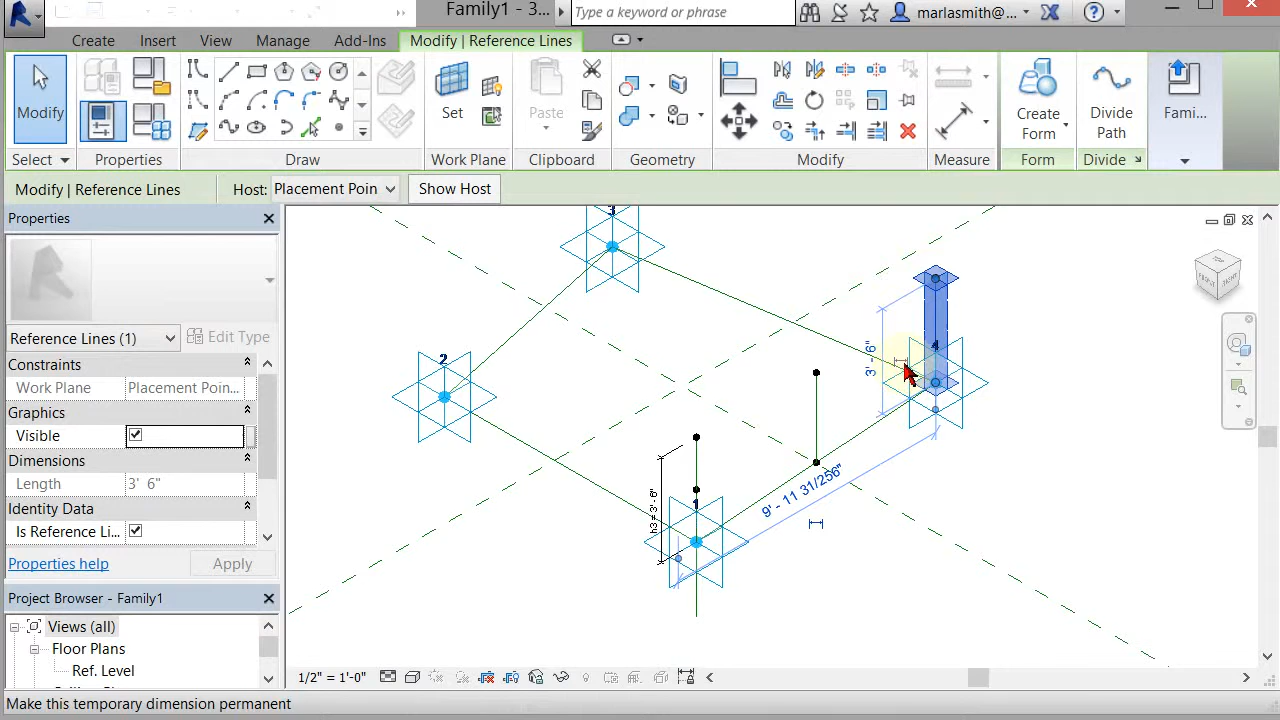 Family1 - 3...
Type a keyword or phrase
marlasmith@...
Create
Insert
View
Manage
Add-Ins
Modify | Reference Lines
Modify
Set
Paste
Create
Form
Divide
Path
Fami...
Select
Properties
Draw
Work Plane
Clipboard
Geometry
Modify
Measure
Form
Divide
Modify | Reference Lines
Host:
Placement Poin
Show Host
Properties
Reference Lines (1)
Edit Type
Constraints
Work Plane
Placement Poin...
Graphics
Visible
Dimensions
Length
3' 6"
Identity Data
Is Reference Li...
Properties help
Apply
Project Browser - Family1
Views (all)
Floor Plans
Ref. Level
3
2
4
1
3' - 6"
h3 = 3' - 6"
9' - 11 31/256"
TOP
FRONT
1/2" = 1'-0"
Make this temporary dimension permanent